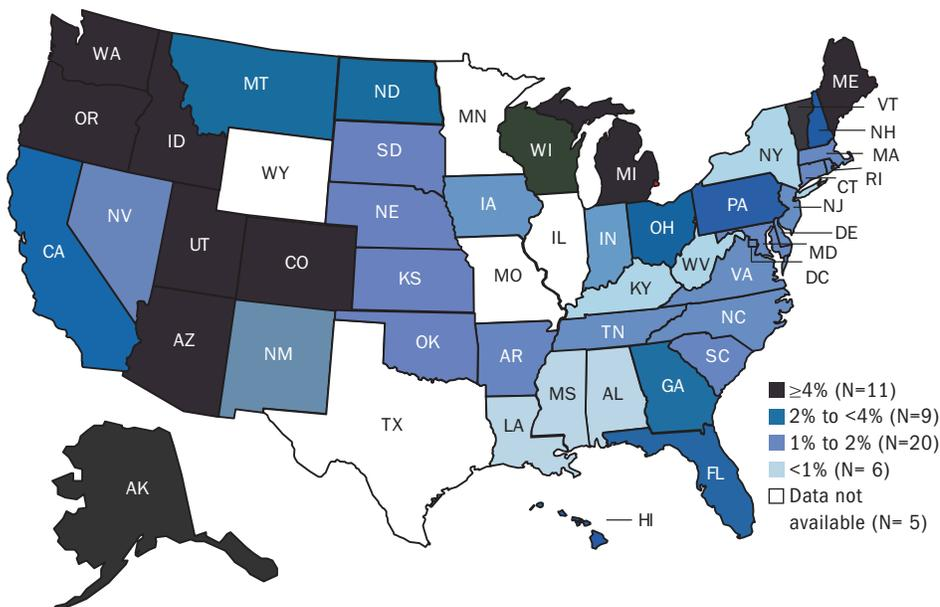 WA
OR
ID
MT
ND
MN
WI
MI
ME
VT
NH
MA
RI
CT
NY
NJ
PA
DE
MD
DC
SD
WY
NE
IA
NV
CA
UT
CO
KS
MO
IL
IN
OH
WV
VA
KY
NC
TN
SC
AZ
NM
OK
AR
MS
AL
GA
LA
TX
FL
AK
HI
≥4% (N=11)
2% to <4% (N=9)
1% to 2% (N=20)
<1% (N= 6)
Data not
available (N= 5)